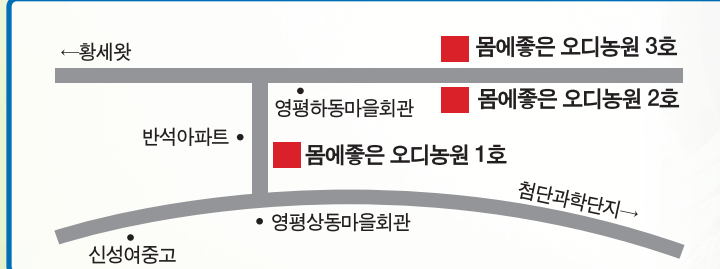 ←황세왓
몸에좋은 오디농원 3호
영평하동마을회관
몸에좋은 오디농원 2호
반석아파트
몸에좋은 오디농원 1호
첨단과학단지→
영평상동마을회관
신성여중고